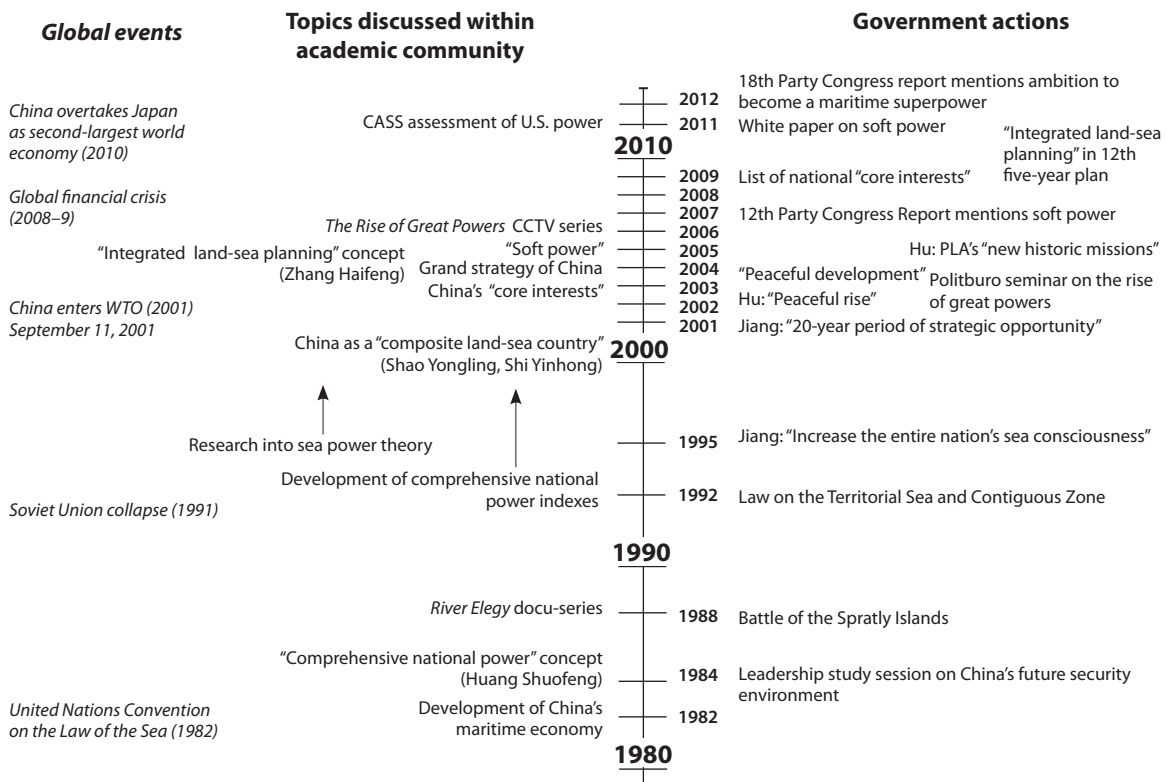 Global events
Topics discussed within
academic community
Government actions
China overtakes Japan
as second-largest world
economy (2010)
Global financial crisis
(2008–9)
China enters WTO (2001)
September 11, 2001
Soviet Union collapse (1991)
United Nations Convention
on the Law of the Sea (1982)
CASS assessment of U.S. power
The Rise of Great Powers CCTV series
"Soft power"
"Integrated land-sea planning" concept
(Zhang Haifeng)
Grand strategy of China
China's "core interests"
China as a "composite land-sea country"
(Shao Yongling, Shi Yinhong)
Research into sea power theory
Development of comprehensive national
power indexes
River Elegy docu-series
"Comprehensive national power" concept
(Huang Shuofeng)
Development of China's
maritime economy
2012
2011
2010
2009
2008
2007
2006
2005
2004
2003
2002
2001
2000
1995
1992
1990
1988
1984
1982
1980
18th Party Congress report mentions ambition to
become a maritime superpower
White paper on soft power
"Integrated land-sea
planning" in 12th
five-year plan
List of national "core interests"
12th Party Congress Report mentions soft power
Hu: PLA's "new historic missions"
"Peaceful development"
Politburo seminar on the rise
of great powers
Hu: "Peaceful rise"
Jiang: "20-year period of strategic opportunity"
Jiang: "Increase the entire nation's sea consciousness"
Law on the Territorial Sea and Contiguous Zone
Battle of the Spratly Islands
Leadership study session on China's future security
environment